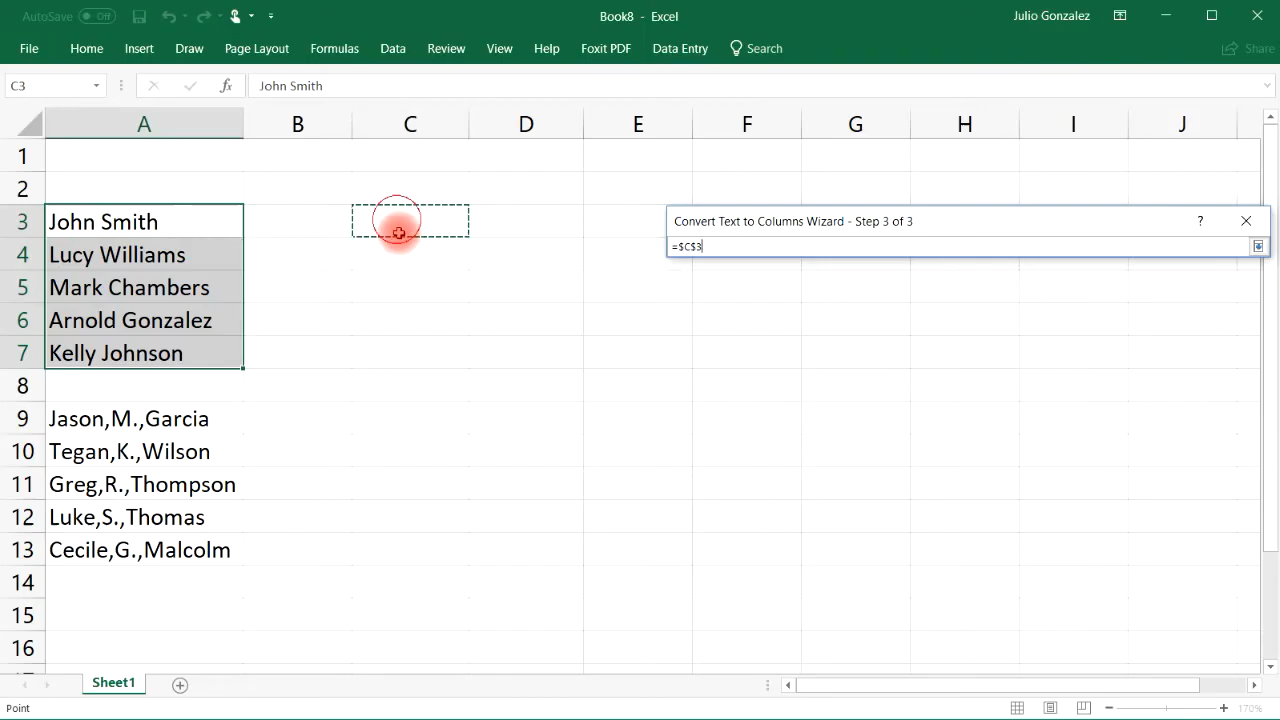 AutoSave Off
Book8 - Excel
Julio Gonzalez
File Home Insert Draw Page Layout Formulas Data Review View Help Foxit PDF Data Entry Search Share
C3 fx John Smith
A B C D E F G H I J
1
2
3 John Smith
Convert Text to Columns Wizard - Step 3 of 3 ?
=$C$3
4 Lucy Williams
5 Mark Chambers
6 Arnold Gonzalez
7 Kelly Johnson
8
9 Jason,M.,Garcia
10 Tegan,K.,Wilson
11 Greg,R.,Thompson
12 Luke,S.,Thomas
13 Cecile,G.,Malcolm
14
15
16
Sheet1
Point
170%